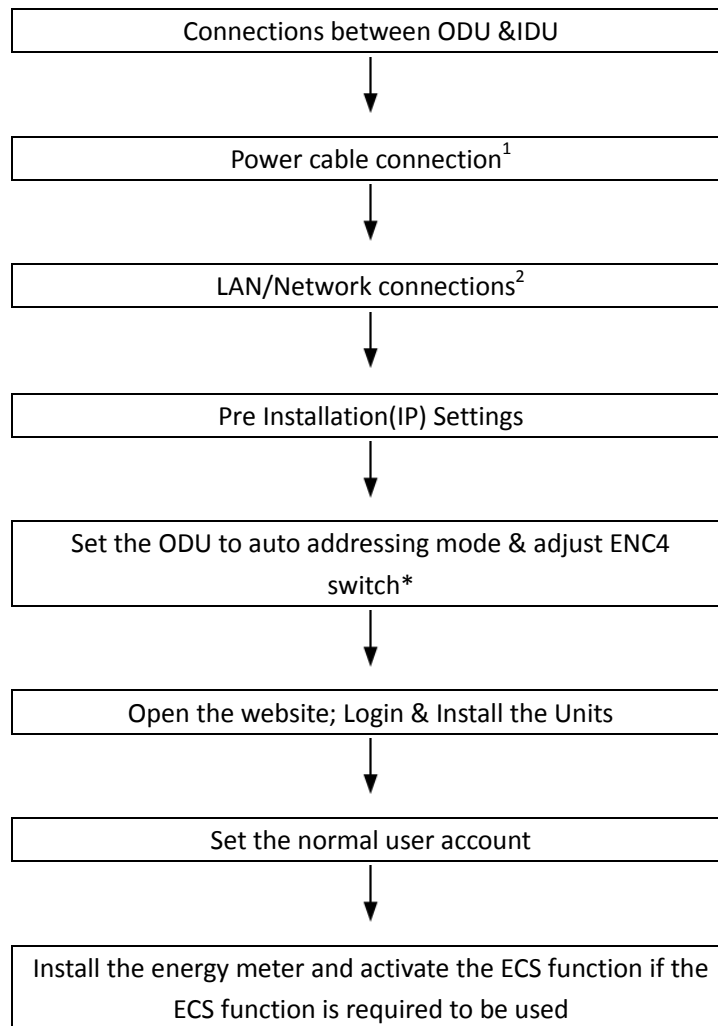 Connections between ODU &IDU
Power cable connection1
LAN/Network connections2
Pre Installation(IP) Settings
Set the ODU to auto addressing mode & adjust ENC4
switch*
Open the website; Login & Install the Units
Set the normal user account
Install the energy meter and activate the ECS function if the
ECS function is required to be used